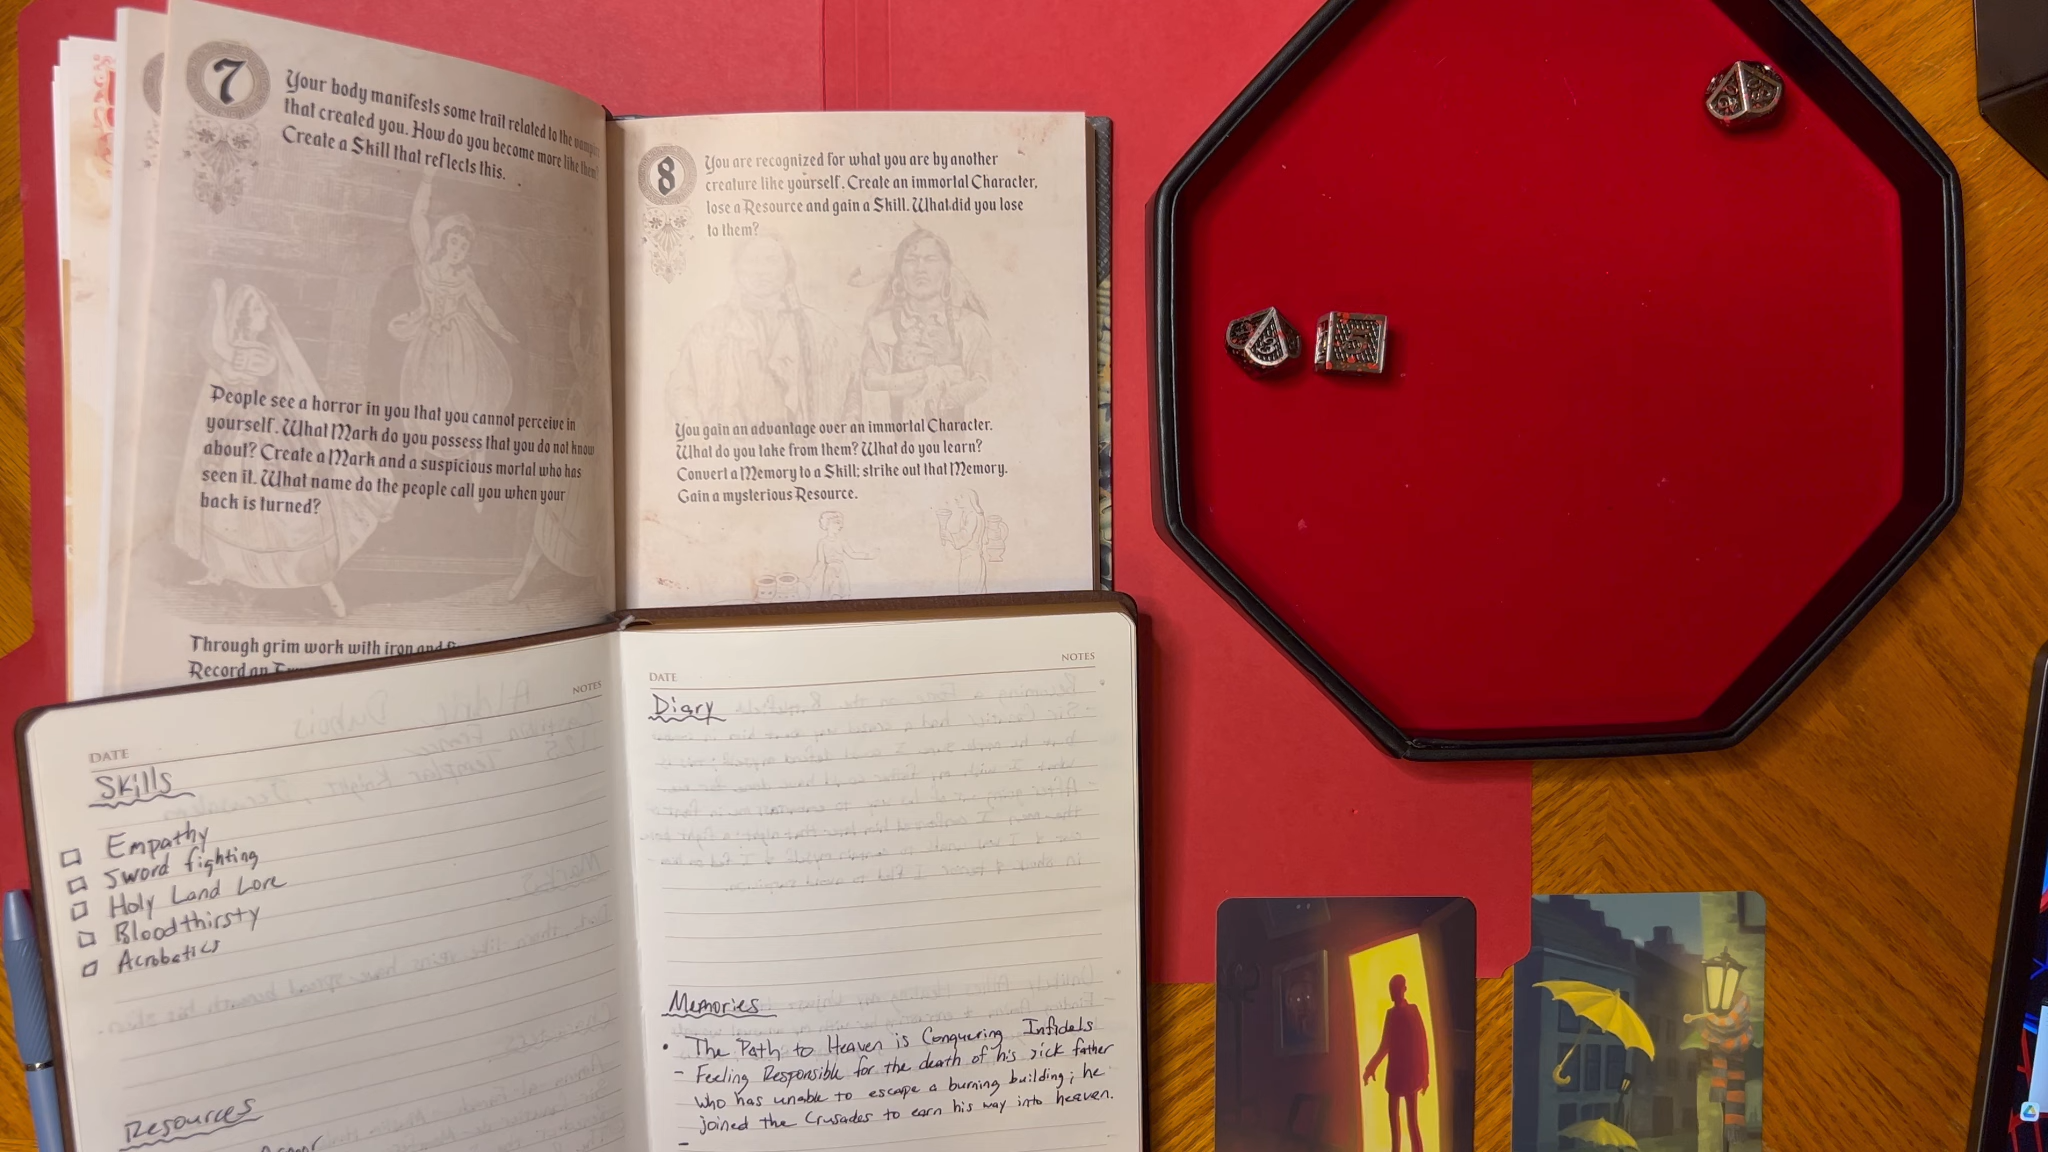 7
Your body manifests some trait related to the
that created you. How do you become more like them?
Create a Skill that reflects this.
People see a horror in you that you cannot perceive in
yourself. What Mark do you possess that you do not know
about? Create a Mark and a suspicious mortal who has
seen it. What name do the people call you when your
back is turned?
Through grim work with iron and
Record an
8
You are recognized for what you are by another
creature like yourself. Create an immortal Character,
lose a Resource and gain a Skill. What did you lose
to them?
You gain an advantage over an immortal Character.
What do you take from them? What do you learn?
Convert a Memory to a Skill; strike out that Memory.
Gain a mysterious Resource.
DATE
NOTES
Skills
Empathy
Sword fighting
Holy Land Lore
Bloodthirsty
Acrobatics
Resources
DATE
NOTES
Diary
Memories
• The Path to Heaven is Conquering Infidels
- Feeling Responsible for the death of his sick father
who was unable to escape a burning building; he
joined the Crusades to earn his way into heaven.
-